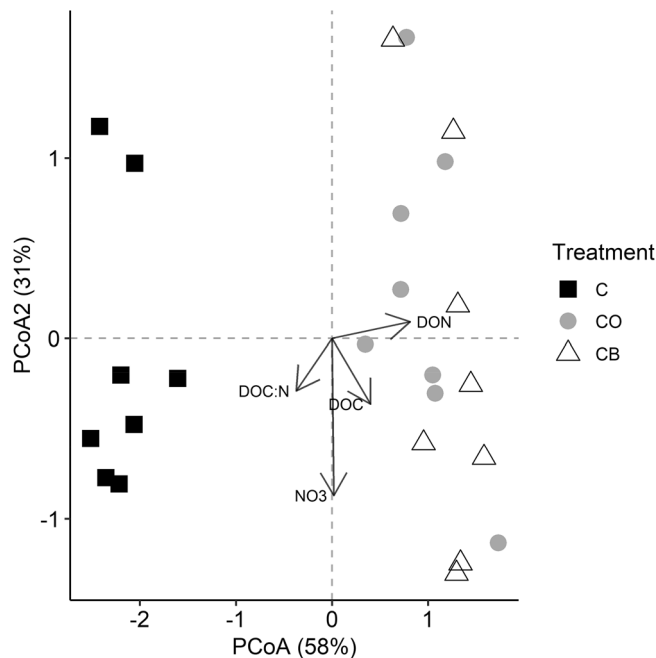 1
0
-1
PCoA2 (31%)
DON
DOC:N
DOC
NO3
-2
-1
0
1
PCoA (58%)
Treatment
C
CO
CB